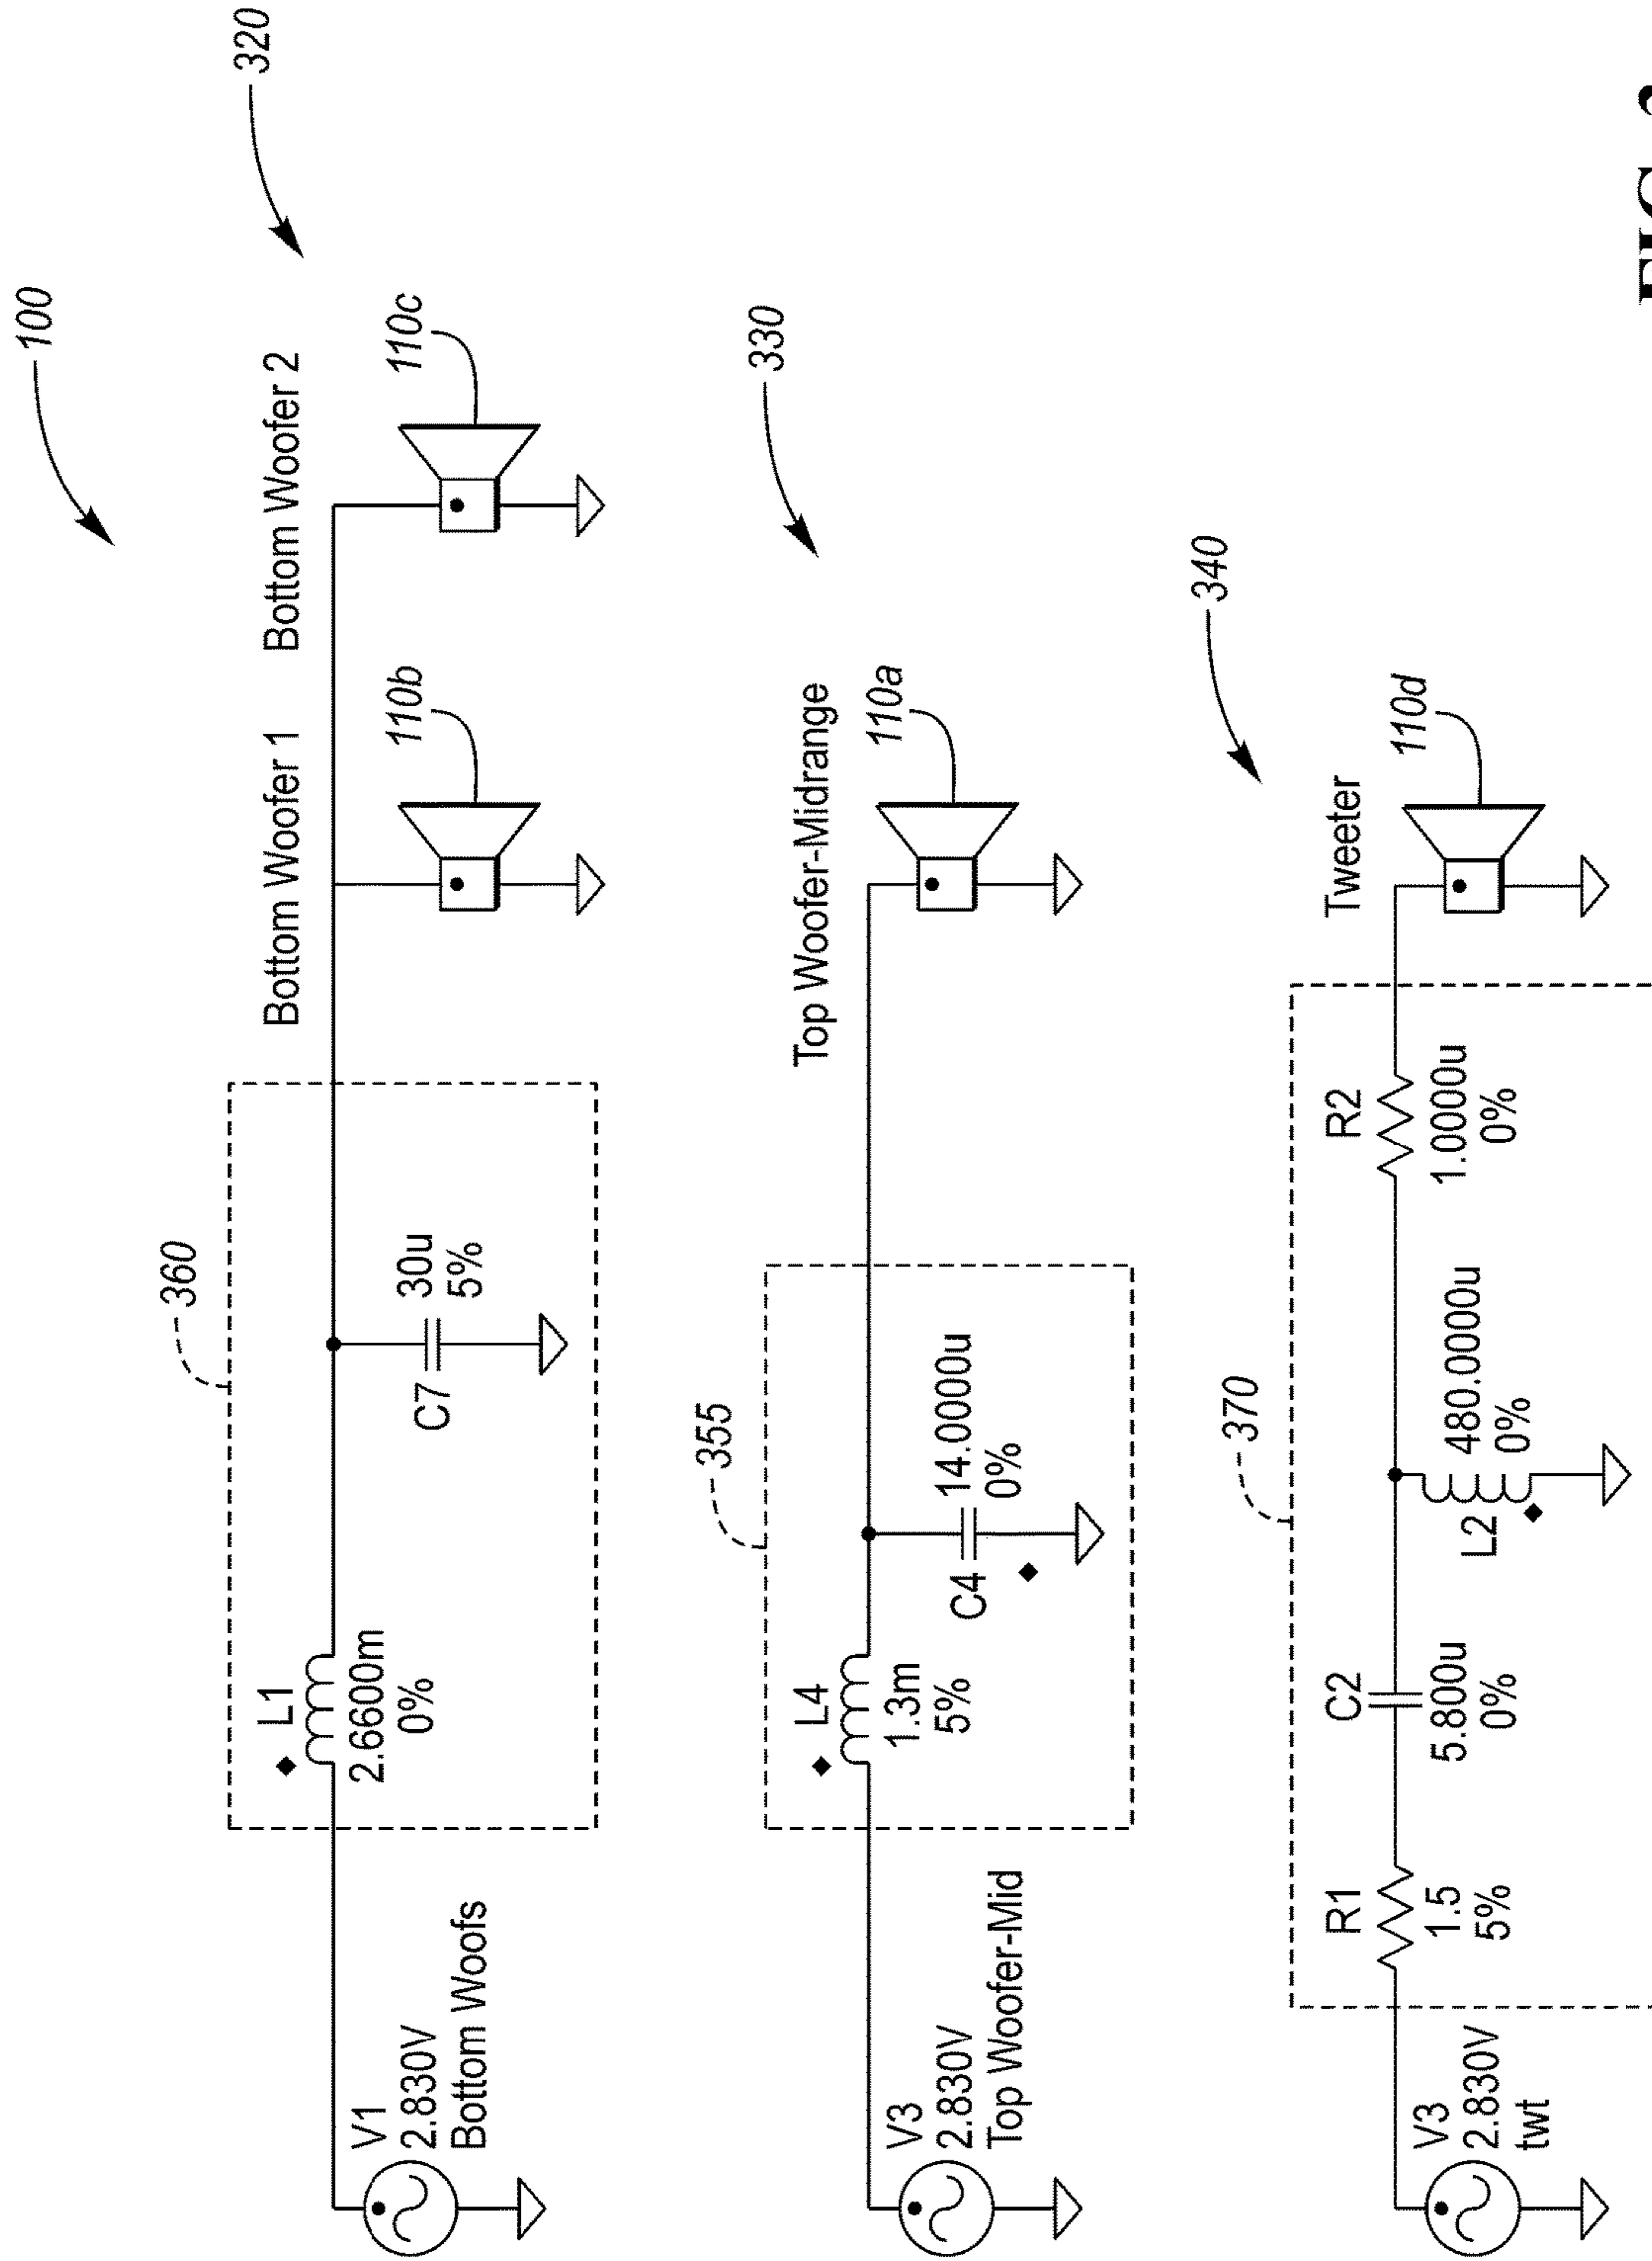 100
320
Bottom Woofer 1
Bottom Woofer 2
110b
110c
360
L1
2.6600m
0%
C7
30u
5%
V1
2.830V
Bottom Woofs
330
Top Woofer-Midrange
110a
355
L4
1.3m
5%
C4
14.0000u
0%
V3
2.830V
Top Woofer-Mid
340
Tweeter
110d
370
R1
1.5
5%
C2
5.800u
0%
L2
480.0000u
0%
R2
1.0000u
0%
V3
2.830V
twt